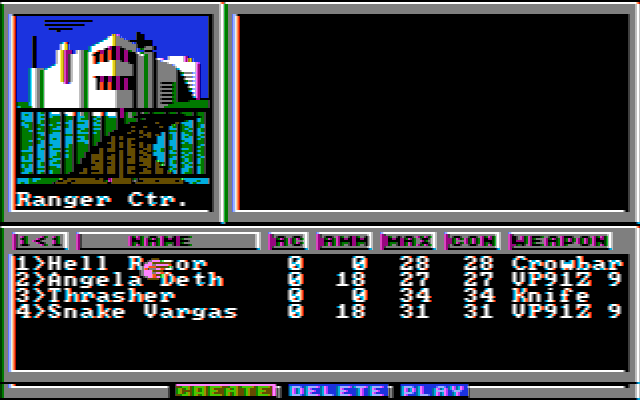 Ranger Ctr.
1<1 NAME AC AMM MAX CON WEAPON
1>Hell Razor 0 0 28 28 Crowbar
2>Angela Deth 0 18 27 27 VP91Z 9
3>Thrasher 0 0 34 34 Knife
4>Snake Vargas 0 18 31 31 VP91Z 9
CREATE DELETE PLAY